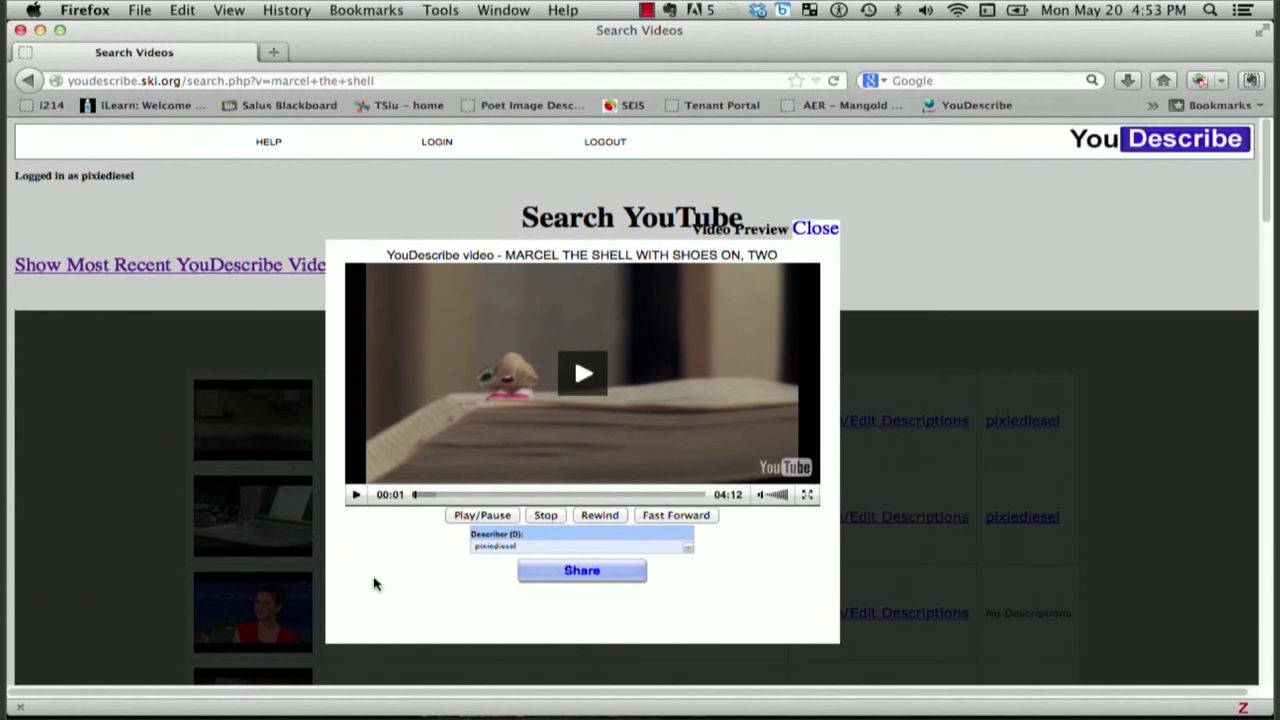 Firefox File Edit View History Bookmarks Tools Window Help 5 Mon May 20 4:53 PM
Search Videos
Search Videos
youdescribe.ski.org/search.php?v=marcel+the+shell Google
i214 iLearn: Welcome ... Salus Blackboard TSIu – home Poet Image Desc... SEIS Tenant Portal AER – Mangold ... YouDescribe » Bookmarks
HELP LOGIN LOGOUT YouDescribe
Logged in as pixiediesel
Search YouTube
Video Preview Close
Show Most Recent YouDescribe Vide
YouDescribe video - MARCEL THE SHELL WITH SHOES ON, TWO
YouTube
00:01 04:12
Play/Pause Stop Rewind Fast Forward
Describer (D):
pixiediesel
Share
/Edit Descriptions pixiediesel
/Edit Descriptions pixiediesel
/Edit Descriptions No Descriptions
Z